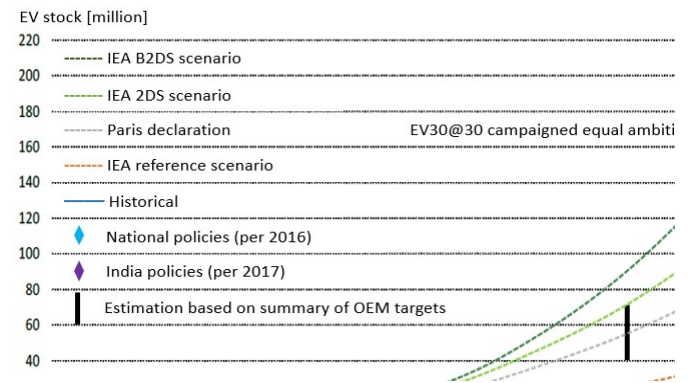 EV stock [million]
220
200
180
160
140
120
100
80
60
40
IEA B2DS scenario
IEA 2DS scenario
Paris declaration
EV30@30 campaigned equal ambiti
IEA reference scenario
Historical
National policies (per 2016)
India policies (per 2017)
Estimation based on summary of OEM targets